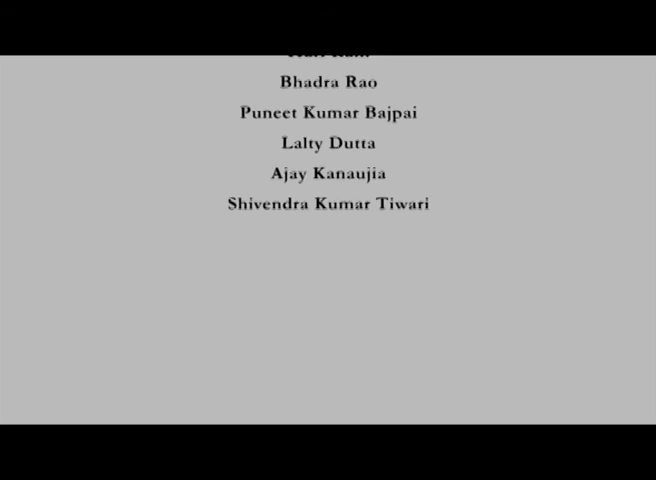 Bhadra Rao
Puneet Kumar Bajpai
Lalty Dutta
Ajay Kanaujia
Shivendra Kumar Tiwari